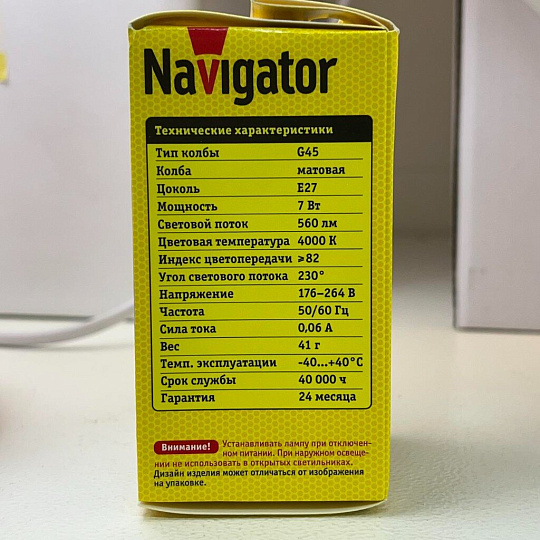 Navigator
Технические характеристики
Тип колбы G45
Колба матовая
Цоколь E27
Мощность 7 Вт
Световой поток 560 лм
Цветовая температура 4000 К
Индекс цветопередачи ≥82
Угол светового потока 230°
Напряжение 176–264 В
Частота 50/60 Гц
Сила тока 0,06 А
Вес 41 г
Темп. эксплуатации -40...+40°C
Срок службы 40 000 ч
Гарантия 24 месяца
Внимание! Устанавливать лампу при отключен-
ном питании. При наружном освеще-
нии не использовать в открытых светильниках.
Дизайн изделия может отличаться от изображения
на упаковке.